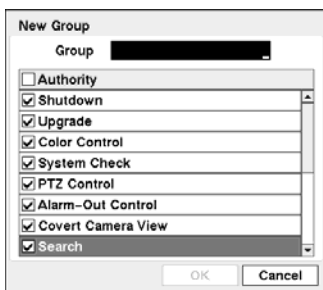 New Group
Group
Authority
Shutdown
Upgrade
Color Control
System Check
PTZ Control
Alarm-Out Control
Covert Camera View
Search
OK Cancel